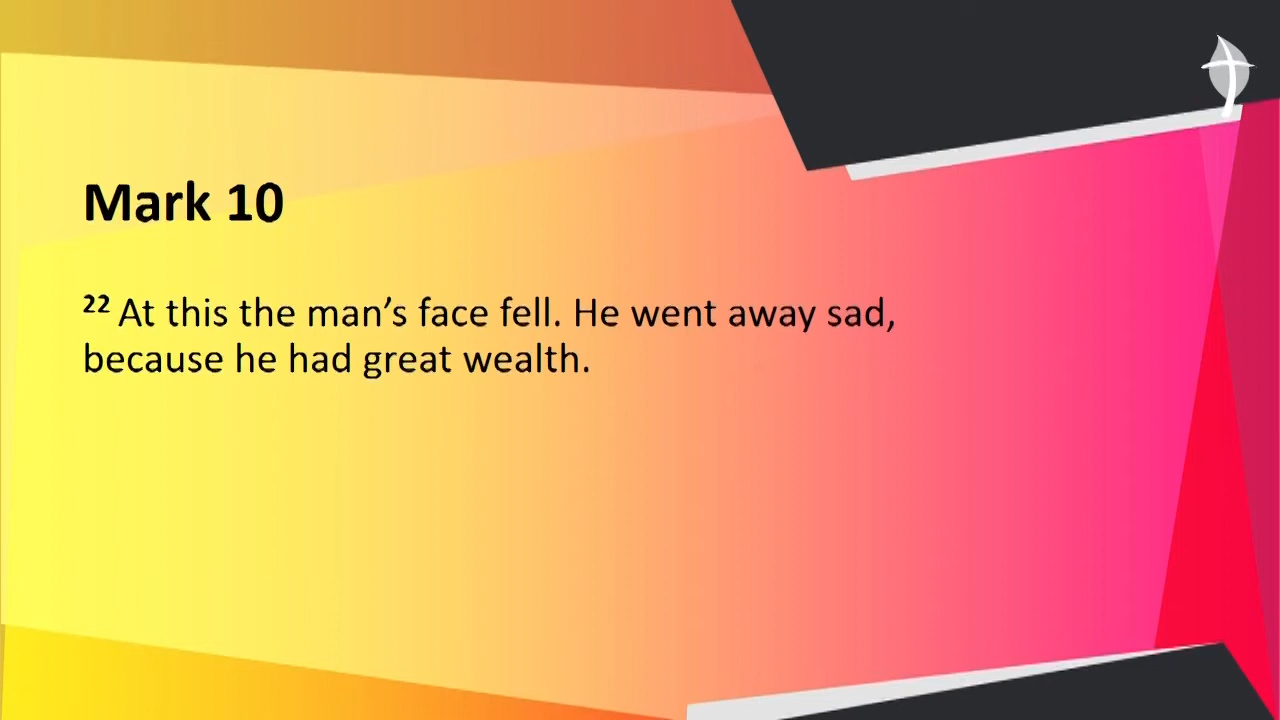 Mark 10
22 At this the man’s face fell. He went away sad,
because he had great wealth.